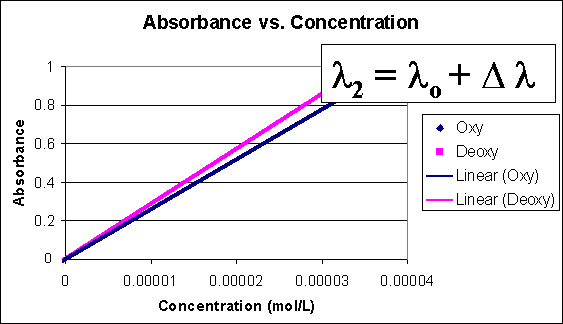 Absorbance vs. Concentration
λ₂ = λₒ + Δ λ
Absorbance
1
0.8
0.6
0.4
0.2
0
0 0.00001 0.00002 0.00003 0.00004
Concentration (mol/L)
Oxy
Deoxy
Linear (Oxy)
Linear (Deoxy)